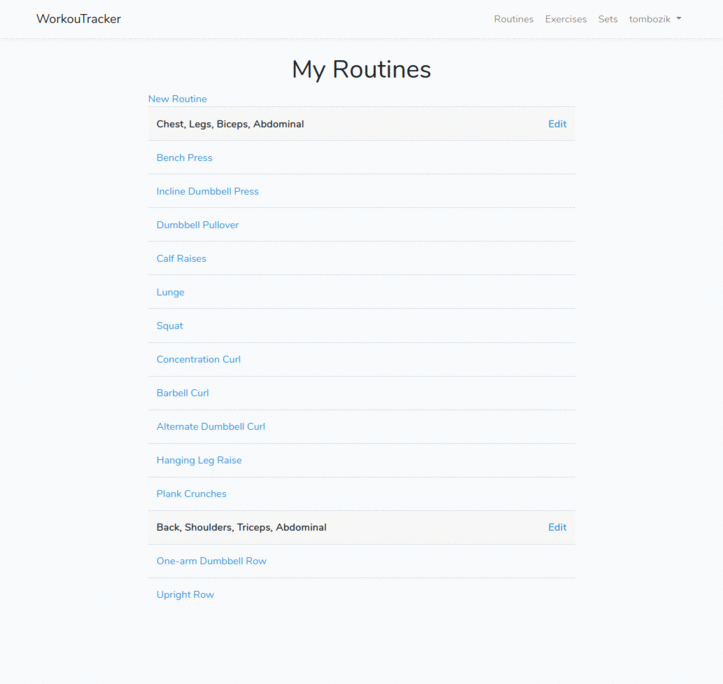 WorkouTracker Routines Exercises Sets tombozik
My Routines
New Routine
Chest, Legs, Biceps, Abdominal Edit
Bench Press
Incline Dumbbell Press
Dumbbell Pullover
Calf Raises
Lunge
Squat
Concentration Curl
Barbell Curl
Alternate Dumbbell Curl
Hanging Leg Raise
Plank Crunches
Back, Shoulders, Triceps, Abdominal Edit
One-arm Dumbbell Row
Upright Row